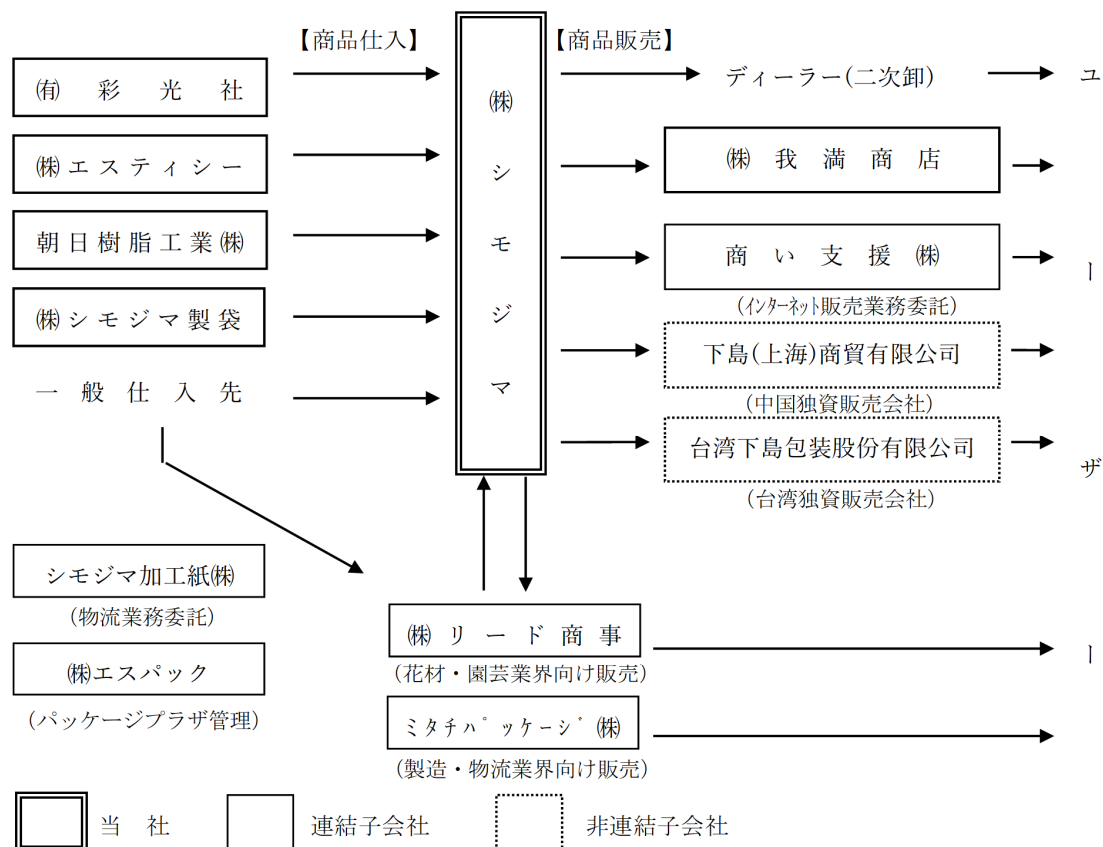 【商品仕入】
【商品販売】
㈲ 彩 光 社
㈱エスティシー
朝日樹脂工業㈱
㈱シモジマ製袋
一 般 仕 入 先
㈱シモジマ
ディーラー(二次卸)
㈱ 我 満 商 店
商 い 支 援 ㈱
(インターネット販売業務委託)
下島(上海)商貿有限公司
(中国独資販売会社)
台湾下島包装股份有限公司
(台湾独資販売会社)
ユーザー
シモジマ加工紙㈱
(物流業務委託)
㈱エスパック
(パッケージプラザ管理)
㈱ リ ー ド 商 事
(花材・園芸業界向け販売)
ミタチパッケージ㈱
(製造・物流業界向け販売)
当 社
連結子会社
非連結子会社